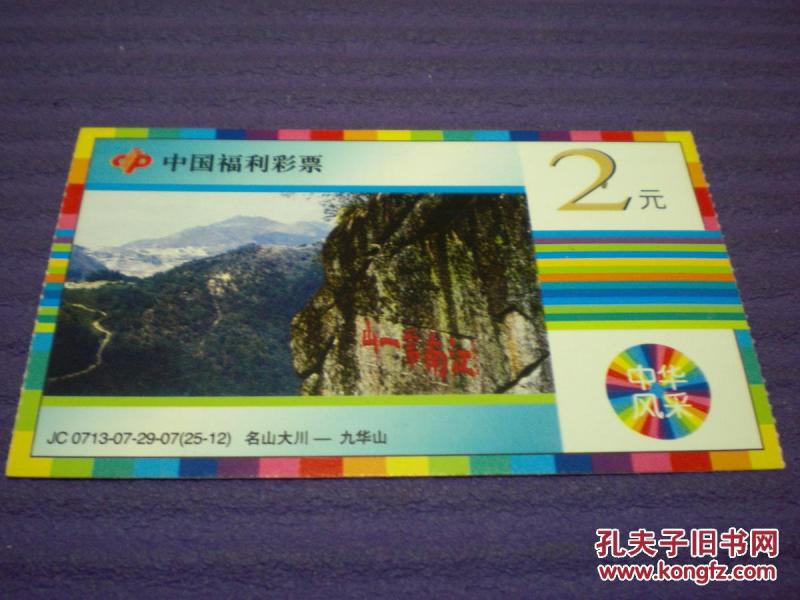 中国福利彩票
2元
山一第南江
中华
风采
JC 0713-07-29-07(25-12) 名山大川 — 九华山
孔夫子旧书网
www.kongfz.com